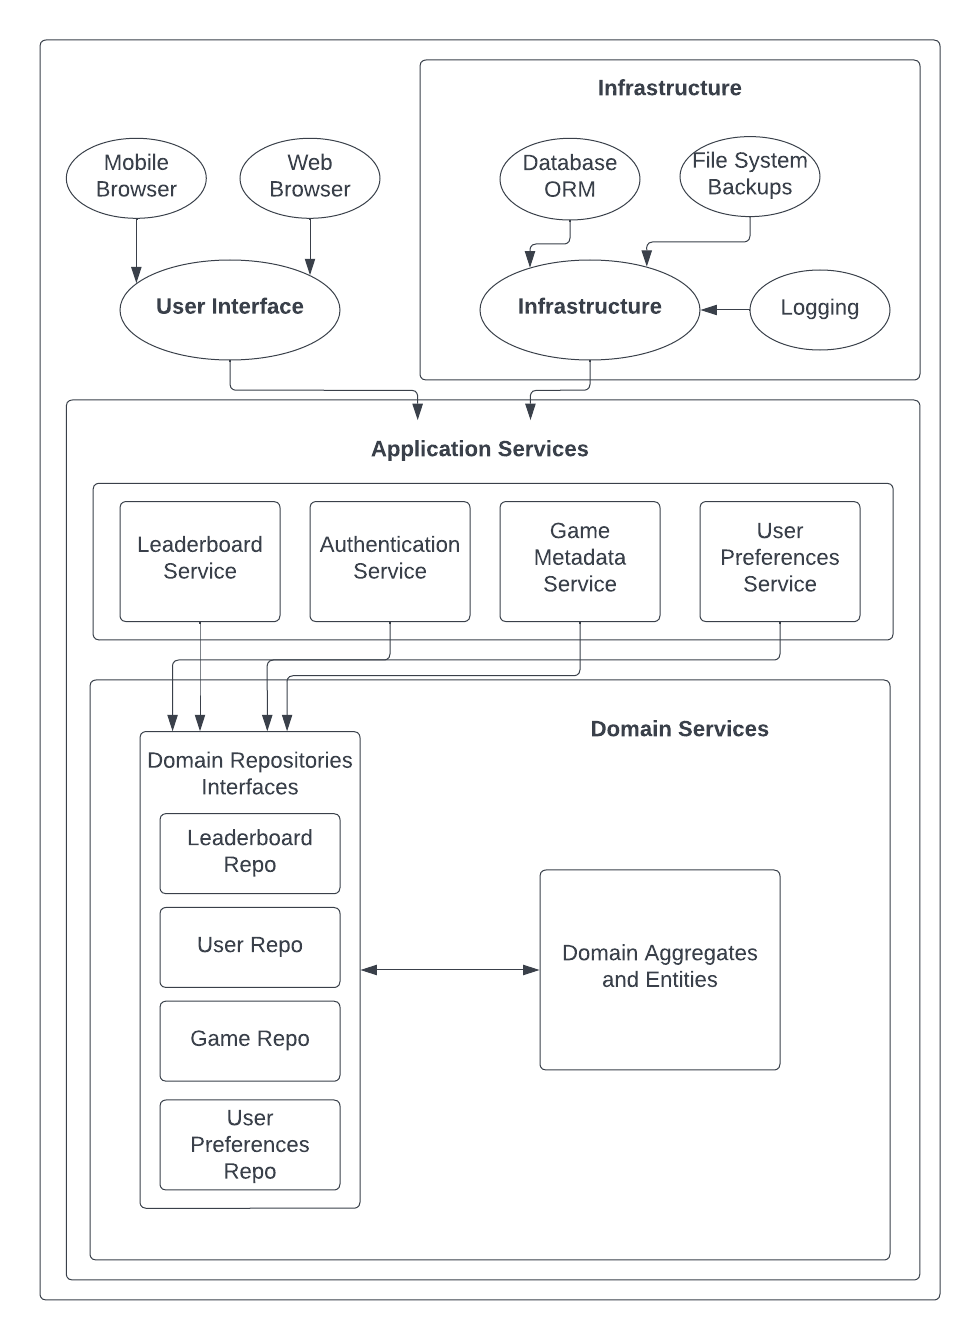 Infrastructure
Mobile
Browser
Web
Browser
Database
ORM
File System
Backups
User Interface
Infrastructure
Logging
Application Services
Leaderboard
Service
Authentication
Service
Game
Metadata
Service
User
Preferences
Service
Domain Services
Domain Repositories
Interfaces
Leaderboard
Repo
User Repo
Game Repo
User
Preferences
Repo
Domain Aggregates
and Entities